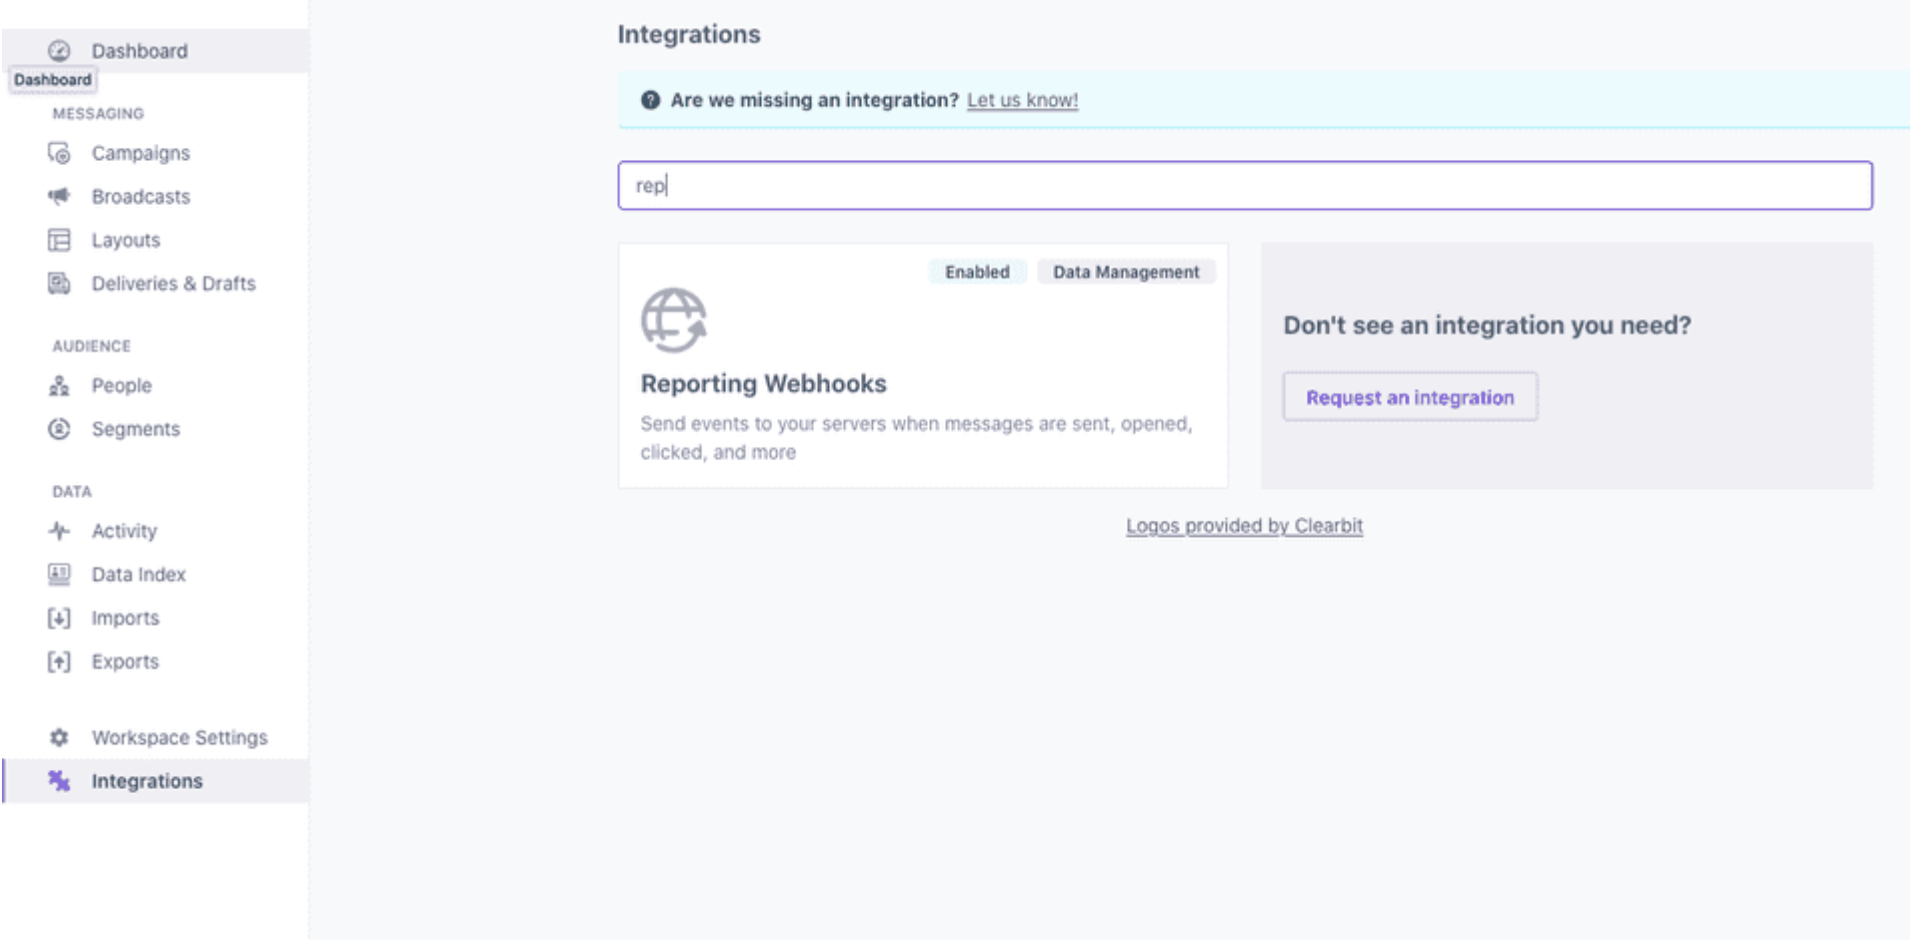 Dashboard
Dashboard
MESSAGING
Campaigns
Broadcasts
Layouts
Deliveries & Drafts
AUDIENCE
People
Segments
DATA
Activity
Data Index
Imports
Exports
Workspace Settings
Integrations
Integrations
Are we missing an integration? Let us know!
rep
Enabled
Data Management
Reporting Webhooks
Send events to your servers when messages are sent, opened,
clicked, and more
Don't see an integration you need?
Request an integration
Logos provided by Clearbit